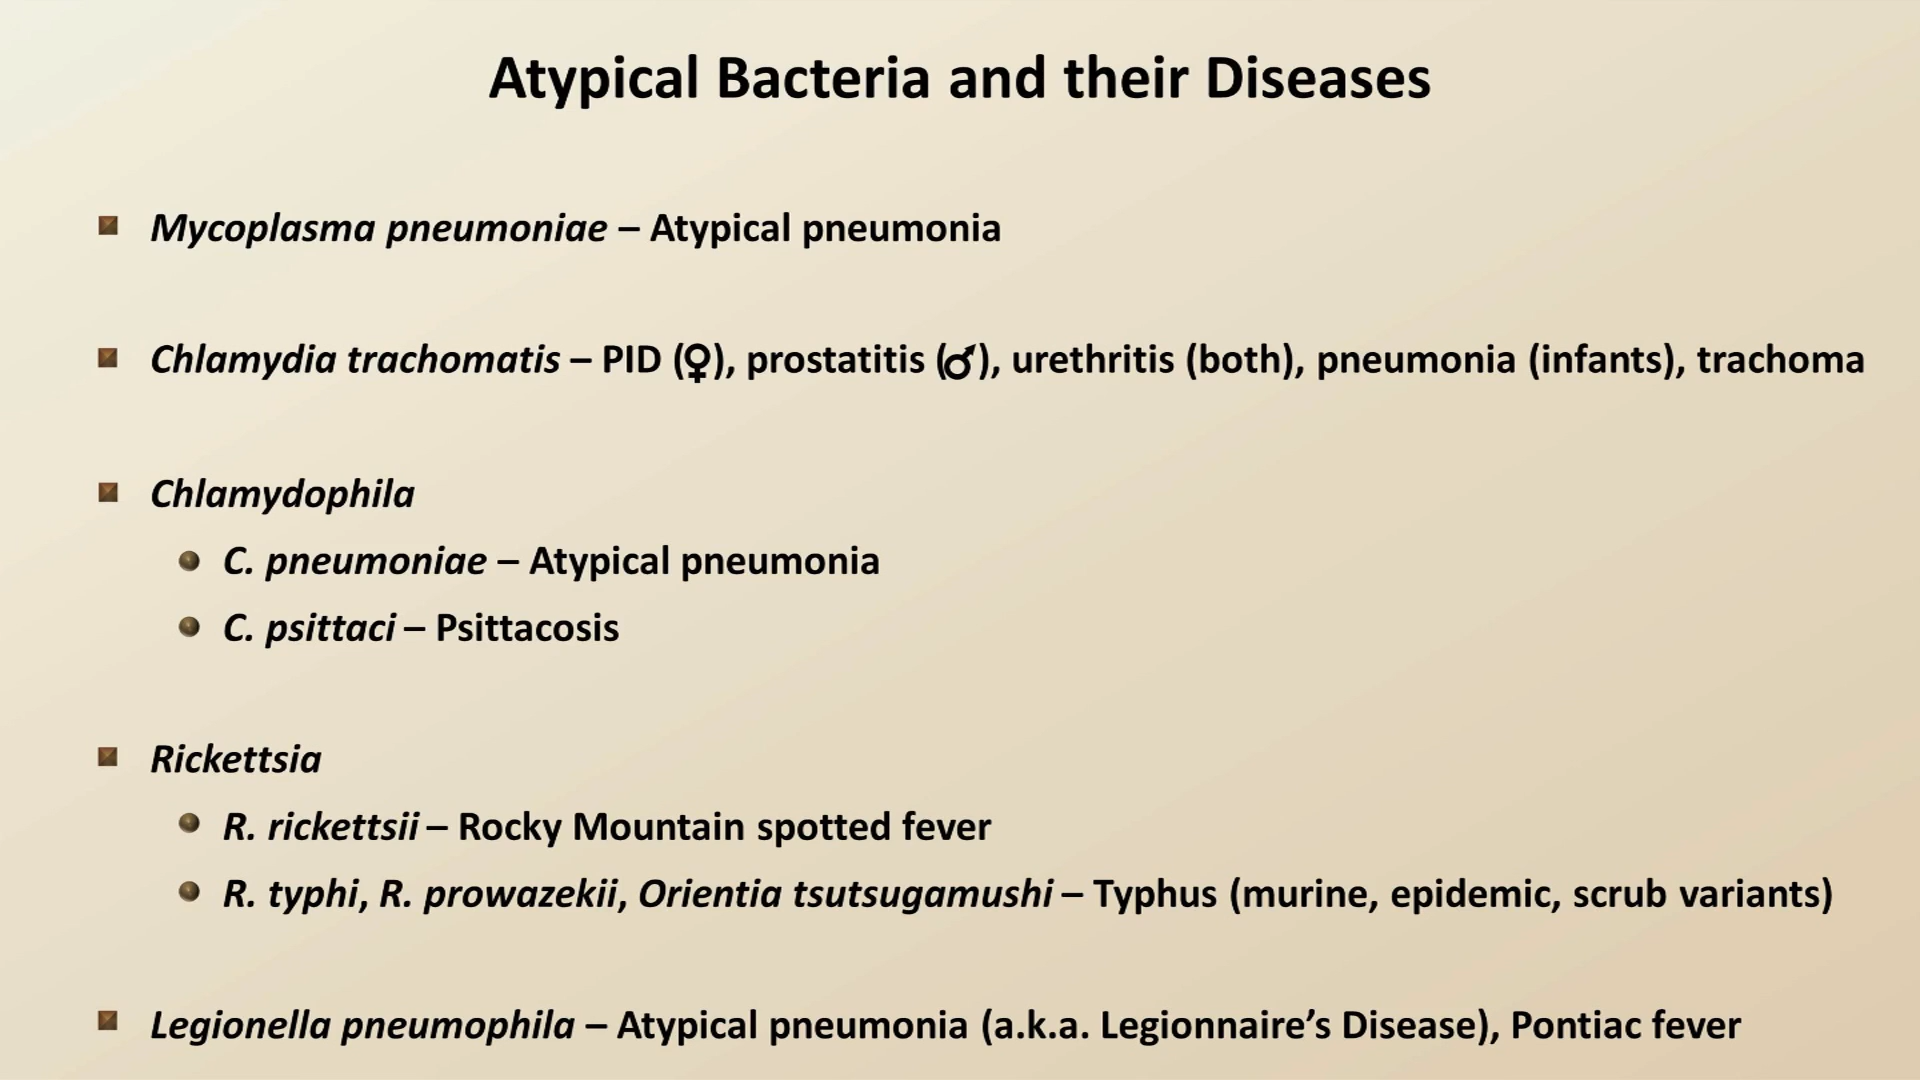 Atypical Bacteria and their Diseases
Mycoplasma pneumoniae – Atypical pneumonia
Chlamydia trachomatis – PID (♀), prostatitis (♂), urethritis (both), pneumonia (infants), trachoma
Chlamydophila
C. pneumoniae – Atypical pneumonia
C. psittaci – Psittacosis
Rickettsia
R. rickettsii – Rocky Mountain spotted fever
R. typhi, R. prowazekii, Orientia tsutsugamushi – Typhus (murine, epidemic, scrub variants)
Legionella pneumophila – Atypical pneumonia (a.k.a. Legionnaire’s Disease), Pontiac fever